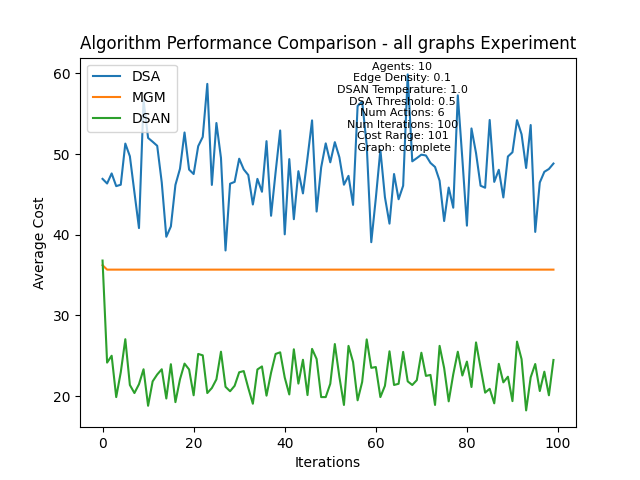 Algorithm Performance Comparison - all graphs Experiment
DSA
MGM
DSAN
Agents: 10
Edge Density: 0.1
DSAN Temperature: 1.0
DSA Threshold: 0.5
Num Actions: 6
Num Iterations: 100
Cost Range: 101
Graph: complete
Average Cost
60
50
40
30
20
0
20
40
60
80
100
Iterations